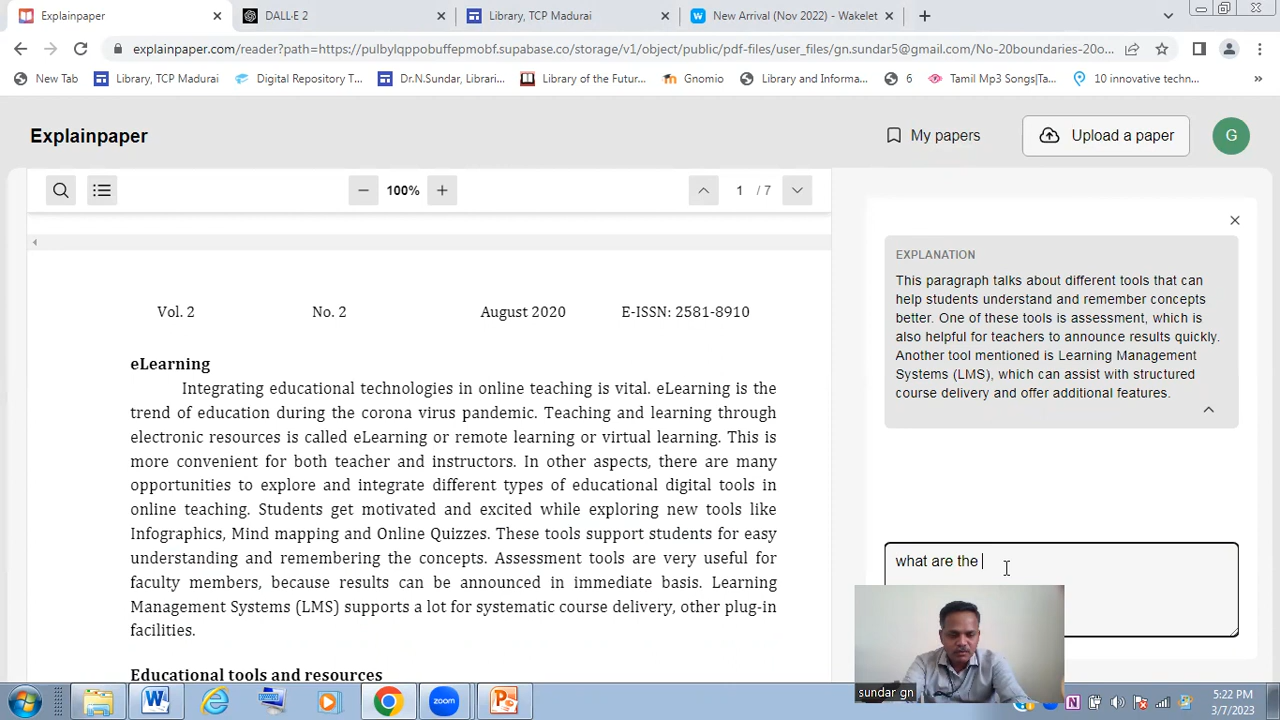 Explainpaper
DALL·E 2
Library, TCP Madurai
New Arrival (Nov 2022) - Wakelet
explainpaper.com/reader?path=https://pulbylqppobuffepmobf.supabase.co/storage/v1/object/public/pdf-files/user_files/gn.sundar5@gmail.com/No-20boundaries-20o...
New Tab
Library, TCP Madurai
Digital Repository T...
Dr.N.Sundar, Librari...
Library of the Futur...
Gnomio
Library and Informa...
6
Tamil Mp3 Songs|Ta...
10 innovative techn...
»
Explainpaper
My papers
Upload a paper
G
100%
1 / 7
Vol. 2 No. 2 August 2020 E-ISSN: 2581-8910
eLearning
Integrating educational technologies in online teaching is vital. eLearning is the
trend of education during the corona virus pandemic. Teaching and learning through
electronic resources is called eLearning or remote learning or virtual learning. This is
more convenient for both teacher and instructors. In other aspects, there are many
opportunities to explore and integrate different types of educational digital tools in
online teaching. Students get motivated and excited while exploring new tools like
Infographics, Mind mapping and Online Quizzes. These tools support students for easy
understanding and remembering the concepts. Assessment tools are very useful for
faculty members, because results can be announced in immediate basis. Learning
Management Systems (LMS) supports a lot for systematic course delivery, other plug-in
facilities.
Educational tools and resources
EXPLANATION
This paragraph talks about different tools that can
help students understand and remember concepts
better. One of these tools is assessment, which is
also helpful for teachers to announce results quickly.
Another tool mentioned is Learning Management
Systems (LMS), which can assist with structured
course delivery and offer additional features.
what are the
sundar gn
zoom
5:22 PM
3/7/2023